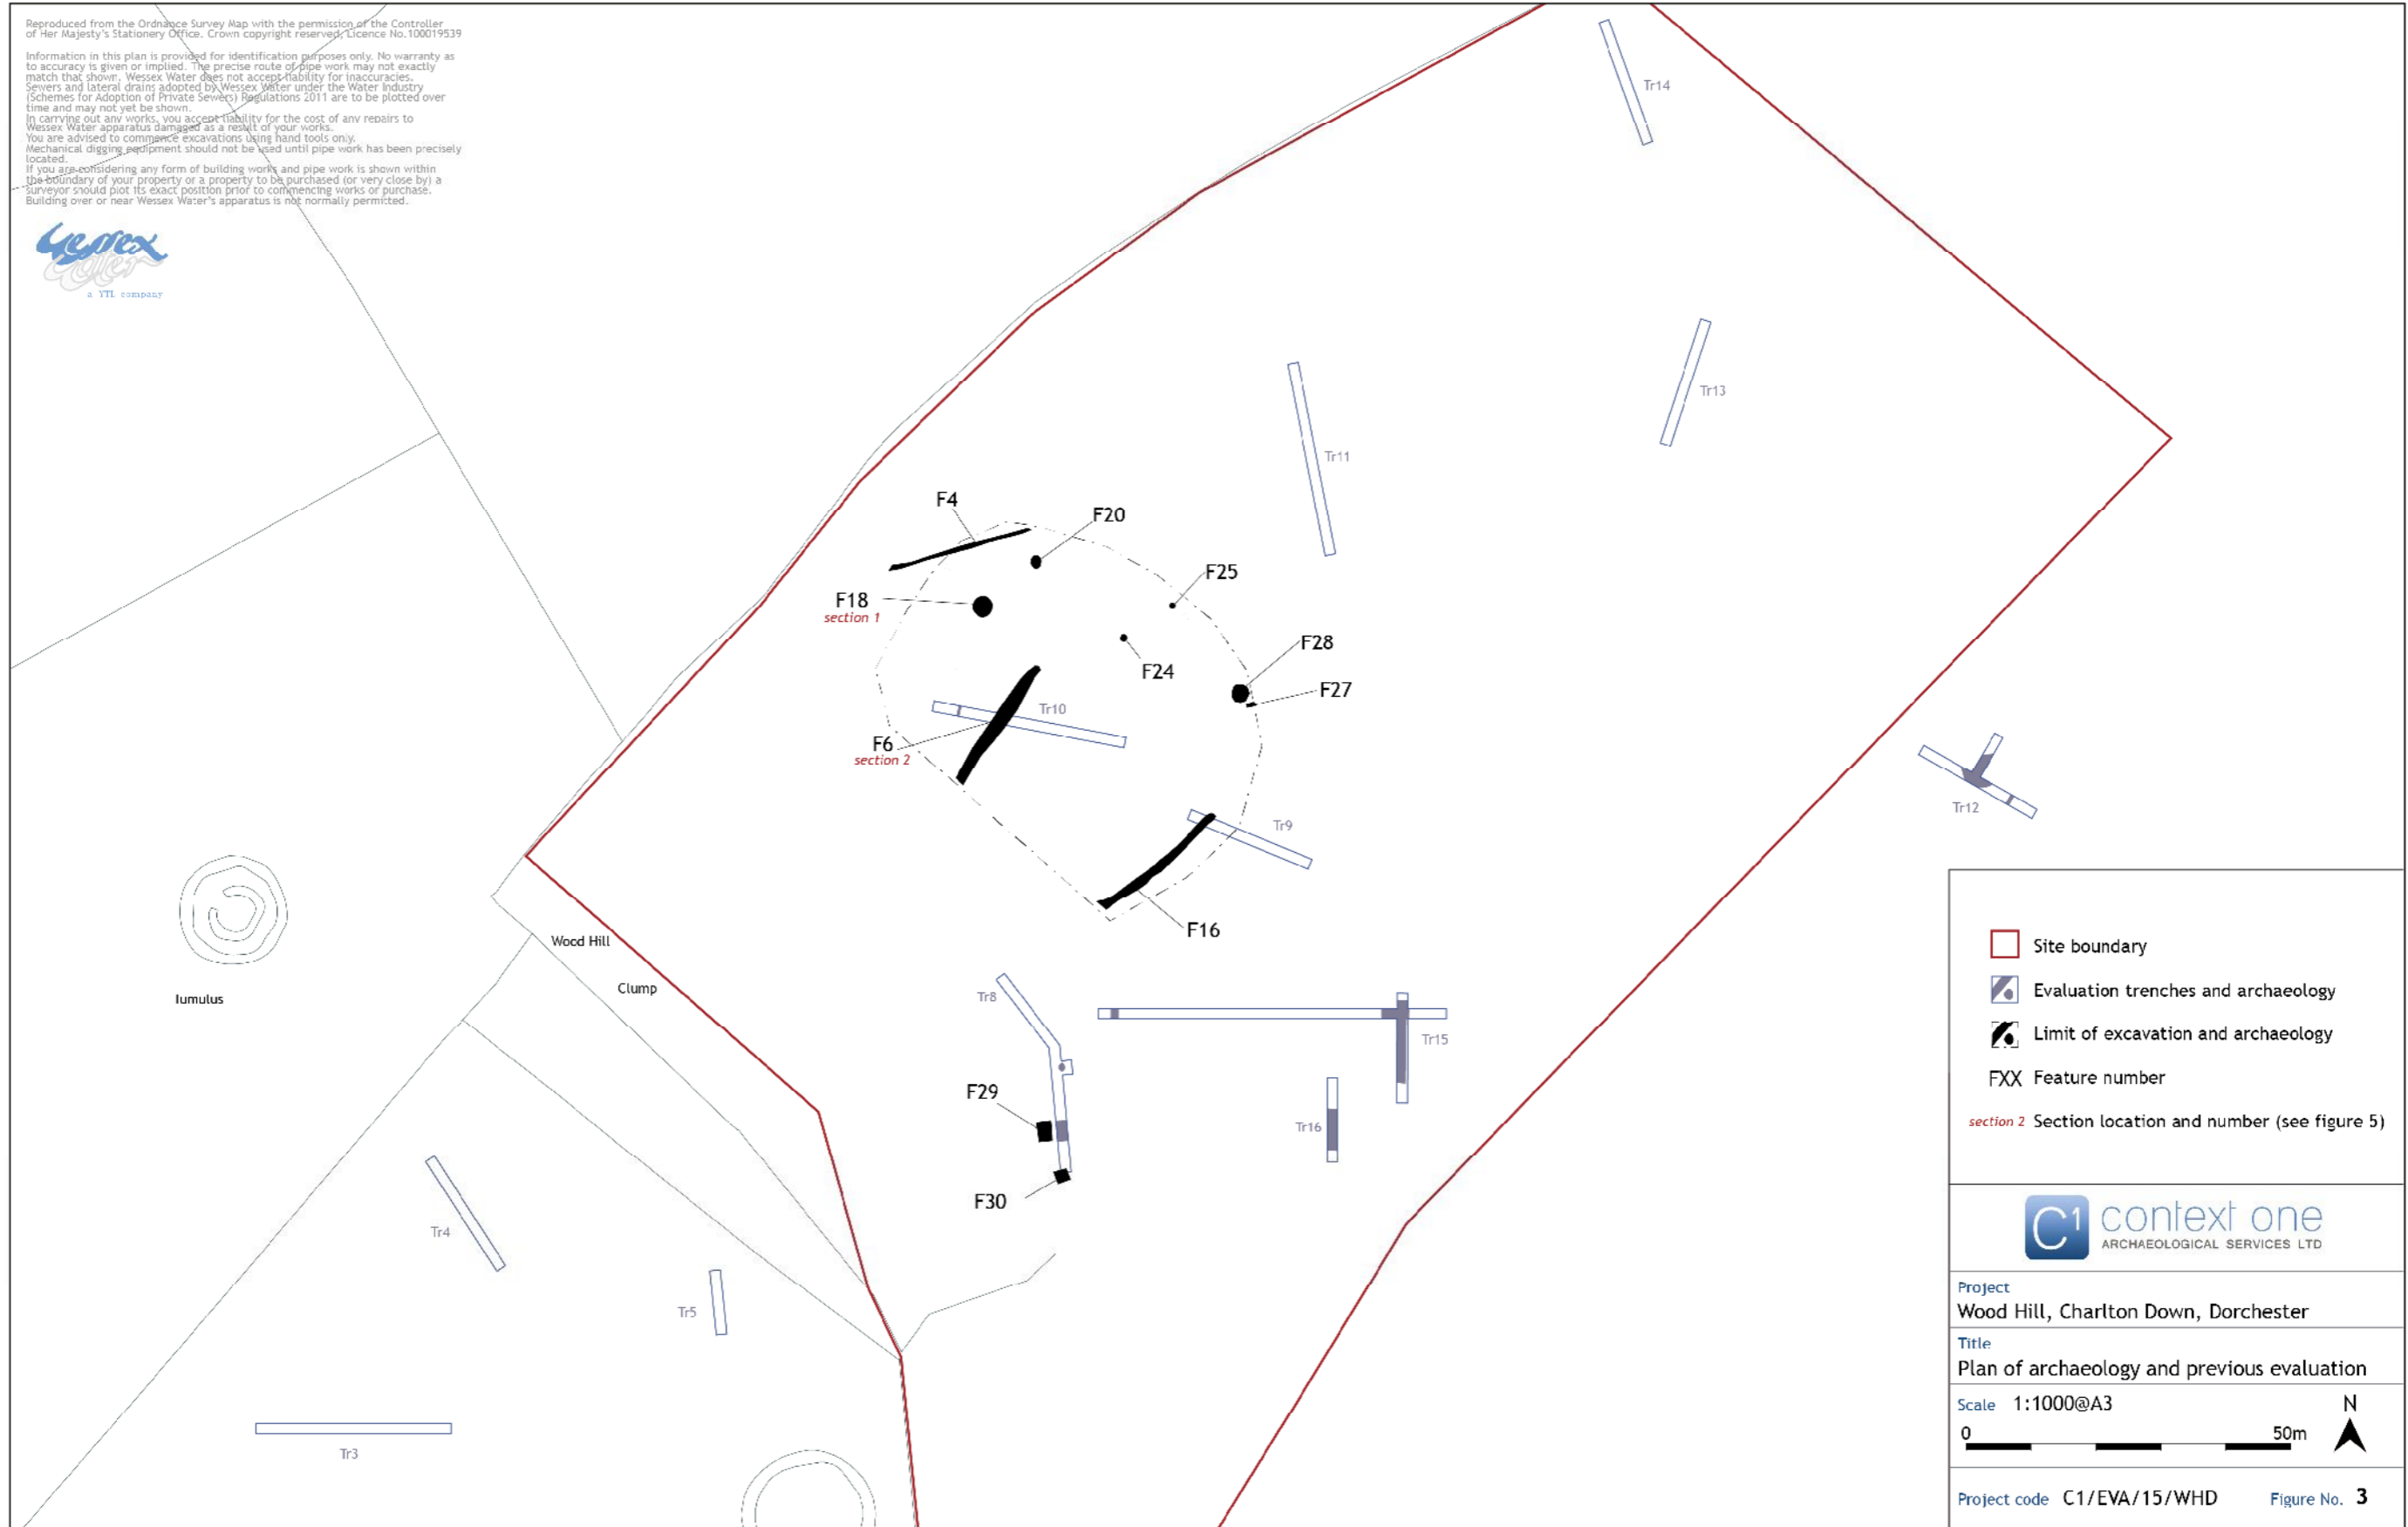 Reproduced from the Ordnance Survey Map with the permission of the Controller
of Her Majesty's Stationery Office. Crown copyright reserved, Licence No.100019539
Information in this plan is provided for identification purposes only. No warranty as
to accuracy is given or implied. The precise route of pipe work may not exactly
match that shown. Wessex Water does not accept liability for inaccuracies.
Sewers and lateral drains adopted by Wessex Water under the Water Industry
(Schemes for Adoption of Private Sewers) Regulations 2011 are to be plotted over
time and may not yet be shown.
In carrying out any works, you accept liability for the cost of any repairs to
Wessex Water apparatus damaged as a result of your works.
You are advised to commence excavations using hand tools only.
Mechanical digging equipment should not be used until pipe work has been precisely
located.
If you are considering any form of building works and pipe work is shown within
the boundary of your property or a property to be purchased (or very close by) a
surveyor should plot its exact position prior to commencing works or purchase.
Building over or near Wessex Water's apparatus is not normally permitted.
Wessex
Water
a YTL company
Tr14
Tr13
Tr11
F4
F20
F25
F18
section 1
F28
F24
F27
Tr10
F6
section 2
Tr12
Tr9
F16
Wood Hill
Clump
Tumulus
Tr8
Tr15
F29
Tr16
F30
Tr4
Tr5
Tr3
Site boundary
Evaluation trenches and archaeology
Limit of excavation and archaeology
FXX Feature number
section 2 Section location and number (see figure 5)
C1 context one
ARCHAEOLOGICAL SERVICES LTD
Project
Wood Hill, Charlton Down, Dorchester
Title
Plan of archaeology and previous evaluation
Scale 1:1000@A3
N
0 50m
Project code C1/EVA/15/WHD Figure No. 3